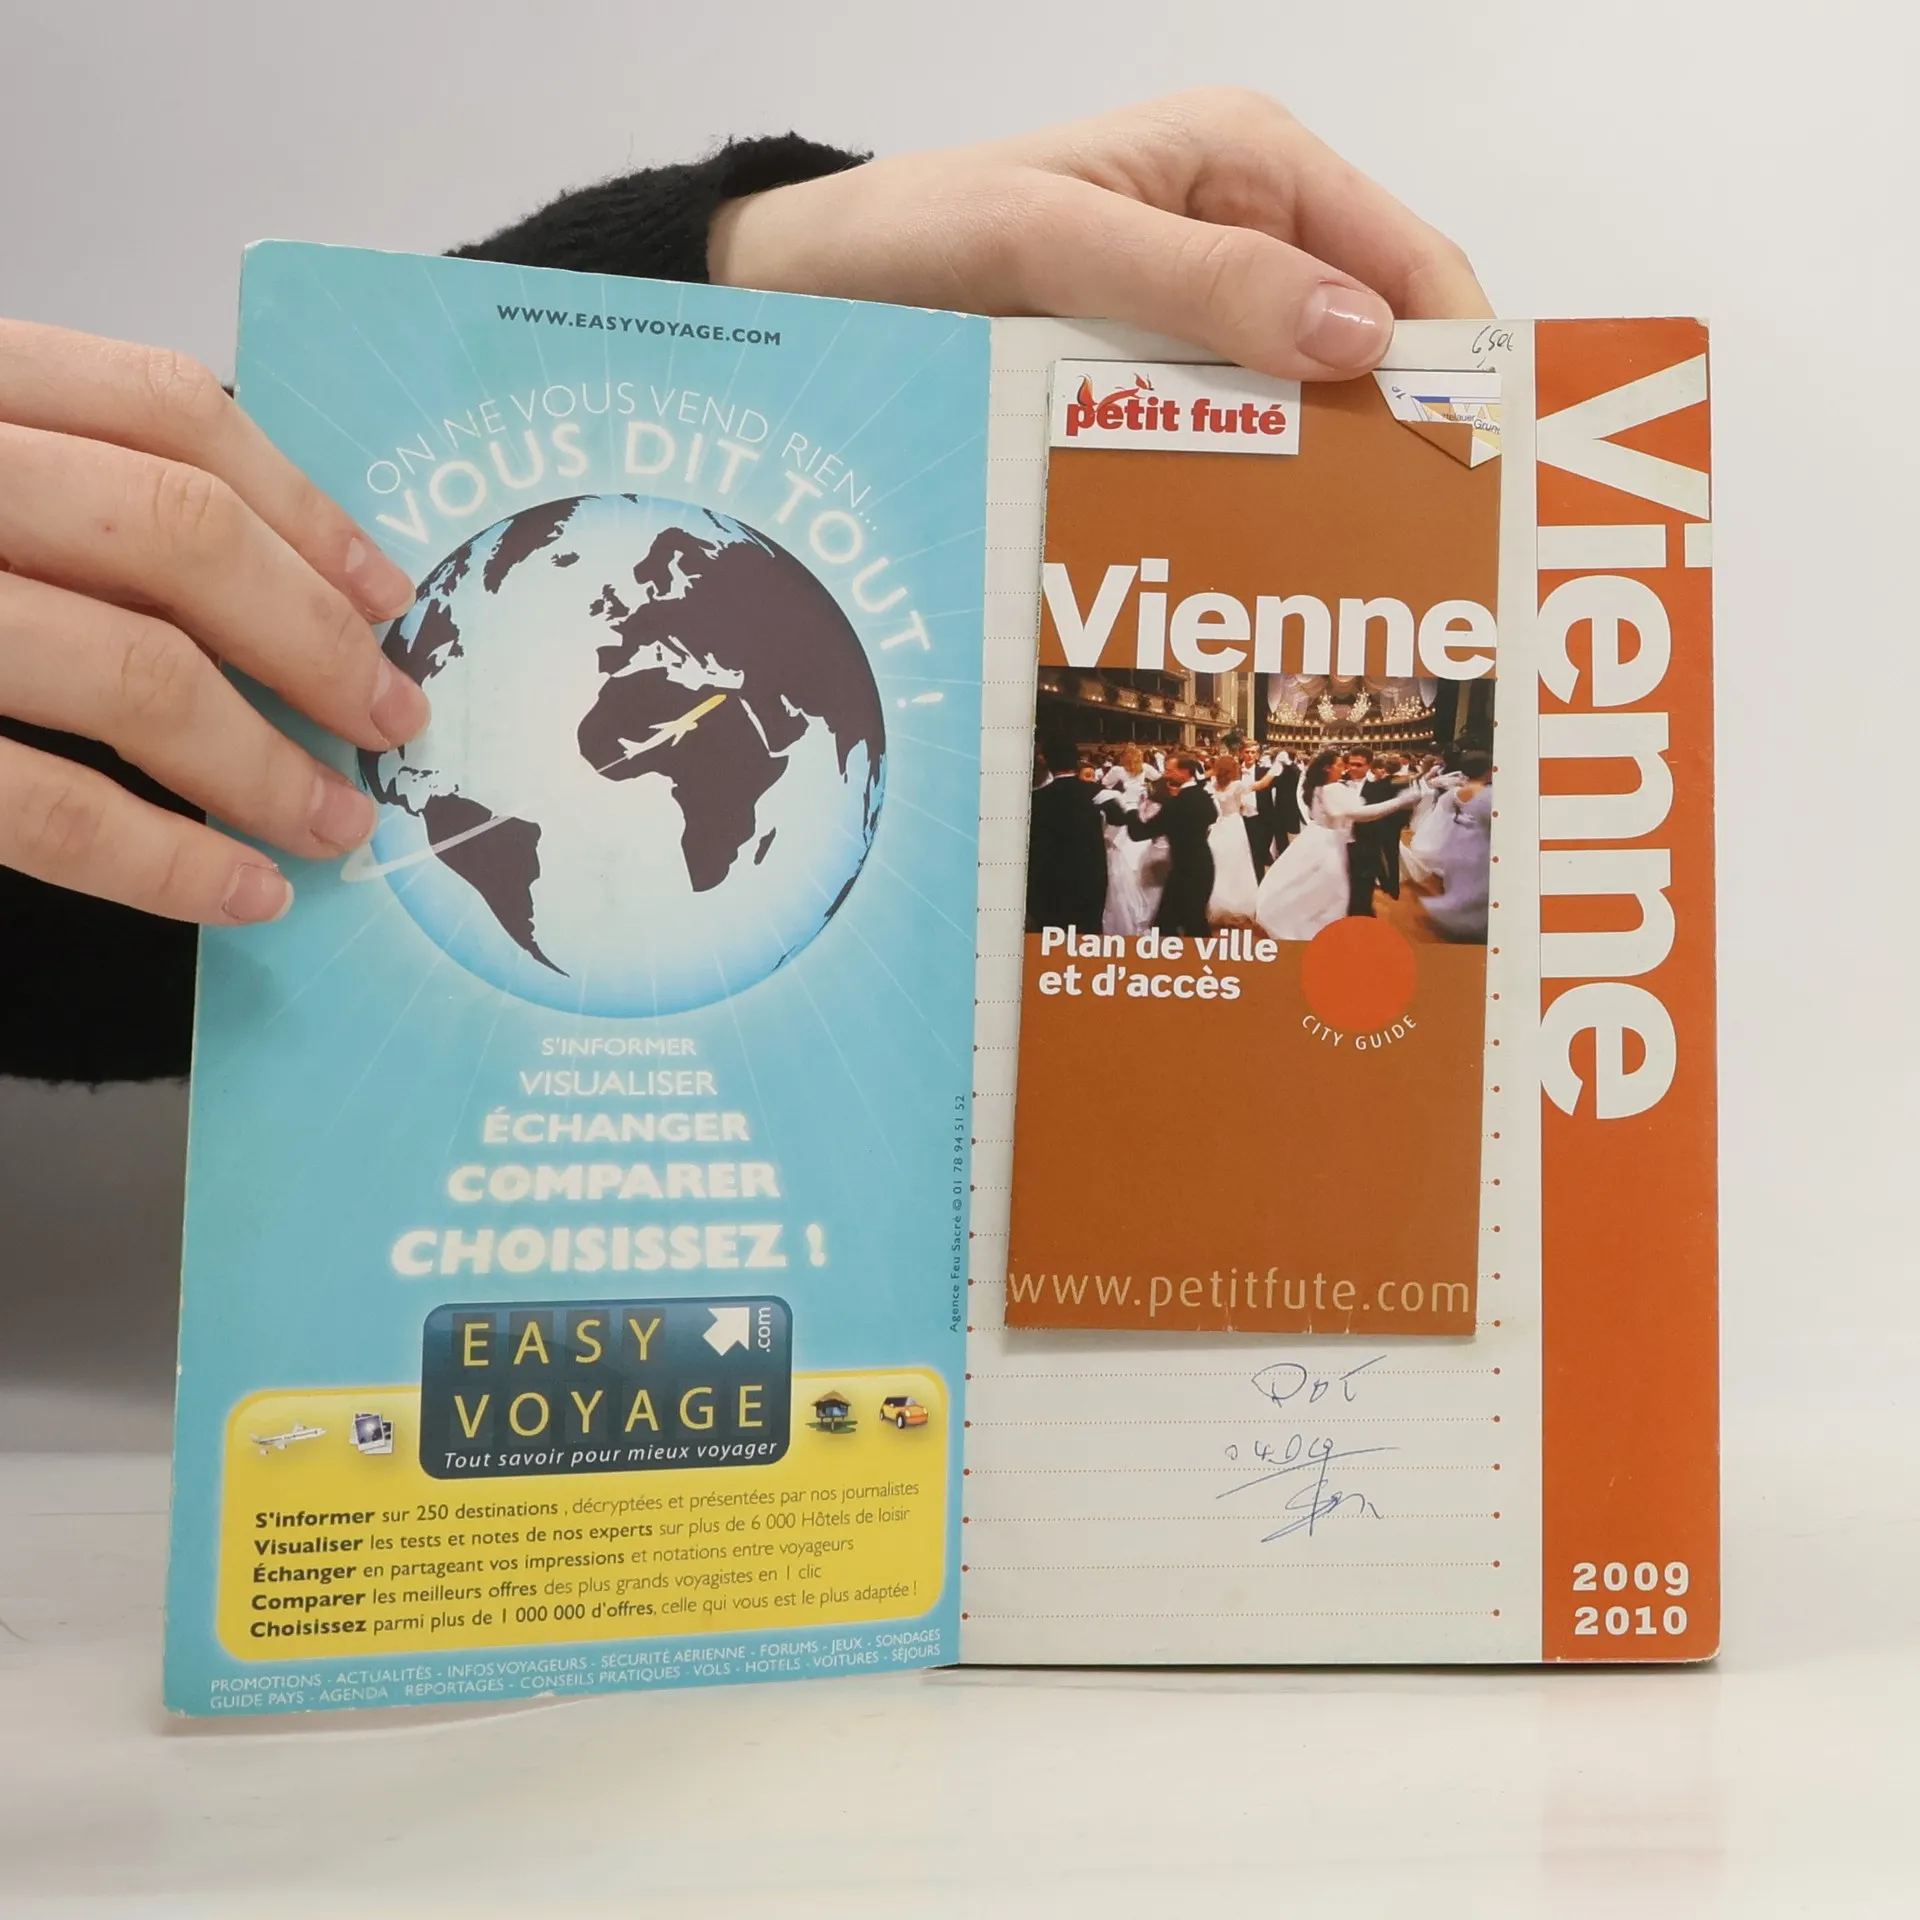 WWW.EASYVOYAGE.COM
ON NE VOUS VEND RIEN...
VOUS DIT TOUT !
S'INFORMER
VISUALISER
ÉCHANGER
COMPARER
CHOISISSEZ !
EASY
.com
VOYAGE
Tout savoir pour mieux voyager
S'informer sur 250 destinations , décryptées et présentées par nos journalistes
Visualiser les tests et notes de nos experts sur plus de 6 000 Hôtels de loisir
Échanger en partageant vos impressions et notations entre voyageurs
Comparer les meilleurs offres des plus grands voyagistes en 1 clic
Choisissez parmi plus de 1 000 000 d'offres, celle qui vous est le plus adaptée !
PROMOTIONS - ACTUALITÉS - INFOS VOYAGEURS - SÉCURITÉ AÉRIENNE - FORUMS - JEUX - SONDAGES
GUIDE PAYS - AGENDA REPORTAGES - CONSEILS PRATIQUES - VOLS - HOTELS - VOITURES - SÉJOURS
Agence Feu Sacré © 01 78 94 51 52
6,50€
petit futé
Grund
Vienne
Plan de ville
et d'accès
CITY GUIDE
www.petitfute.com
Vienne
2009
2010